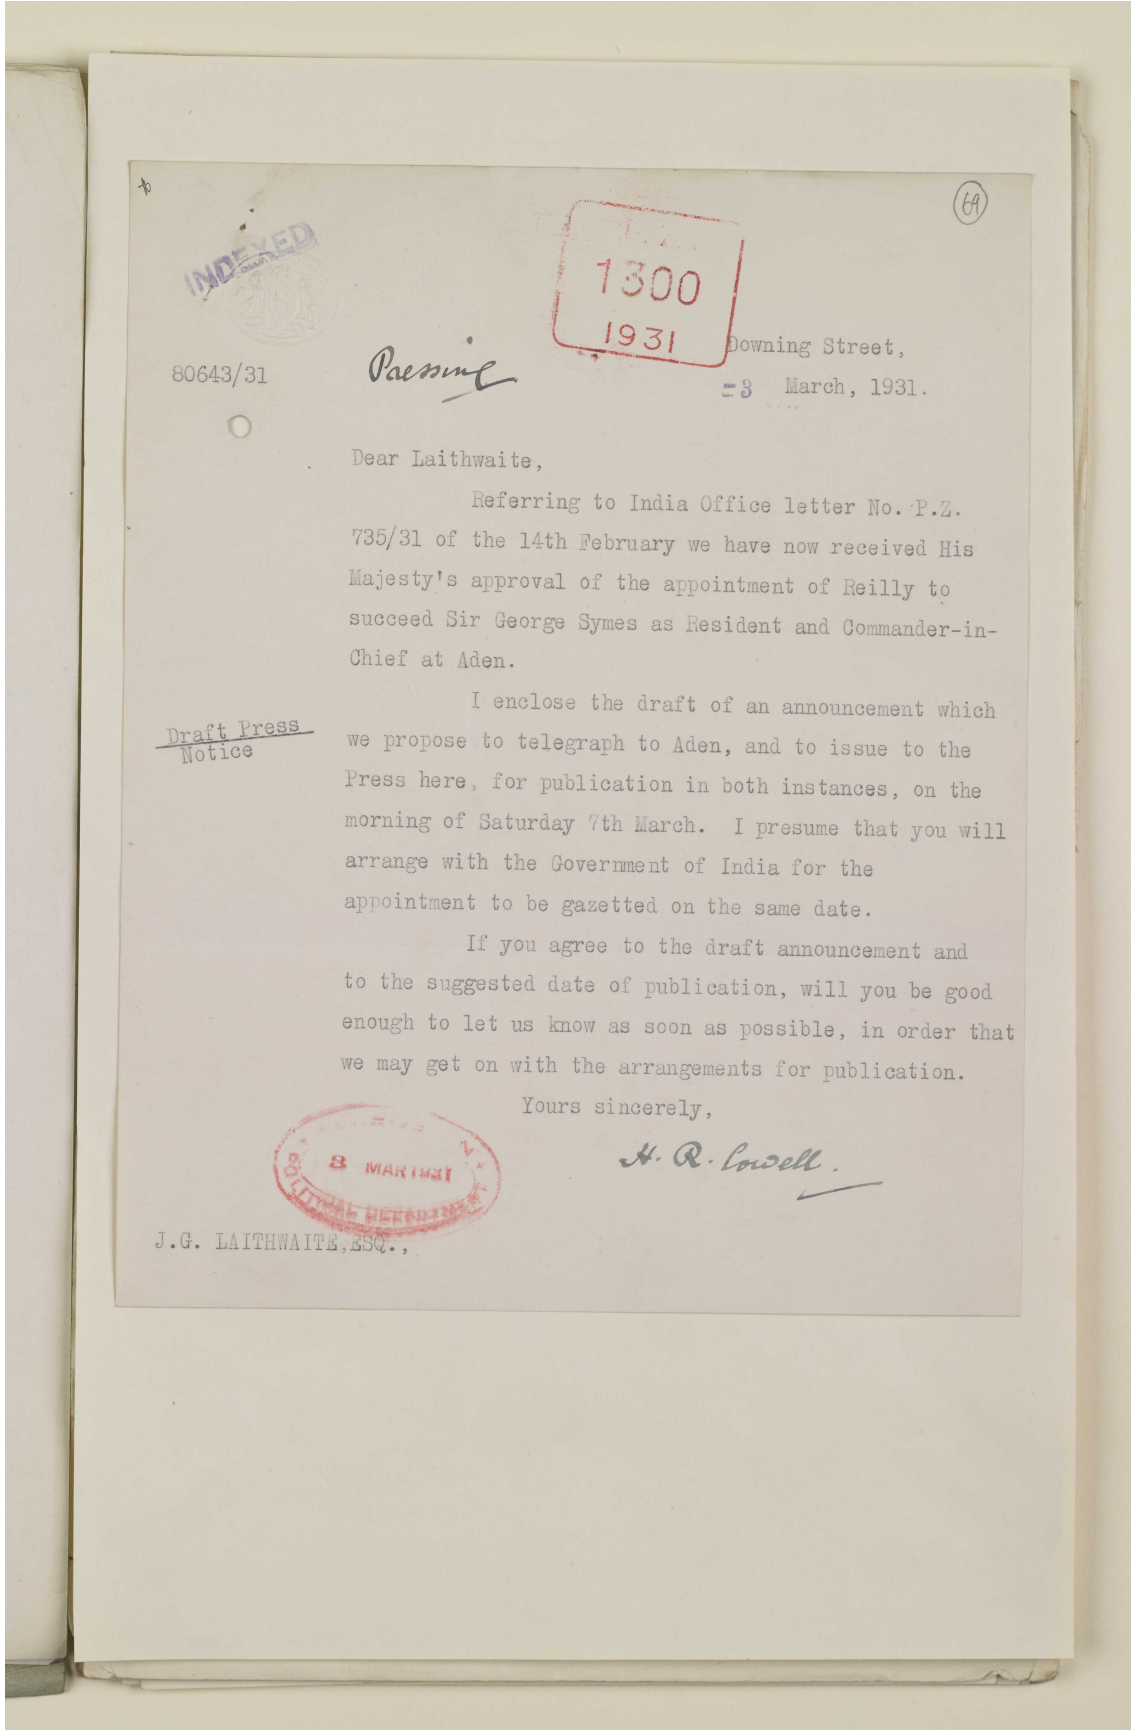 69
INDEXED
1300
1931
Downing Street,
80643/31
Pressing
-3 March, 1931.
Dear Laithwaite,
Referring to India Office letter No. P.Z.
735/31 of the 14th February we have now received His
Majesty's approval of the appointment of Reilly to
succeed Sir George Symes as Resident and Commander-in-
Chief at Aden.
I enclose the draft of an announcement which
Draft Press
Notice
we propose to telegraph to Aden, and to issue to the
Press here, for publication in both instances, on the
morning of Saturday 7th March. I presume that you will
arrange with the Government of India for the
appointment to be gazetted on the same date.
If you agree to the draft announcement and
to the suggested date of publication, will you be good
enough to let us know as soon as possible, in order that
we may get on with the arrangements for publication.
Yours sincerely,
H. R. Cowell.
3 MAR 1931
POLITICAL DEPARTMENT
J.G. LAITHWAITE,ESQ.,